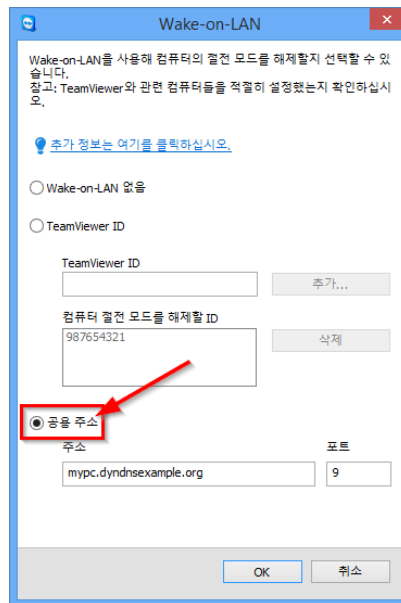 Wake-on-LAN
Wake-on-LAN을 사용해 컴퓨터의 절전 모드를 해제할지 선택할 수 있
습니다.
참고: TeamViewer와 관련 컴퓨터들을 적절히 설정했는지 확인하십시
오.
추가 정보는 여기를 클릭하십시오.
Wake-on-LAN 없음
TeamViewer ID
TeamViewer ID
추가...
컴퓨터 절전 모드를 해제할 ID
987654321
삭제
공용 주소
주소 포트
mypc.dyndnsexample.org 9
OK 취소